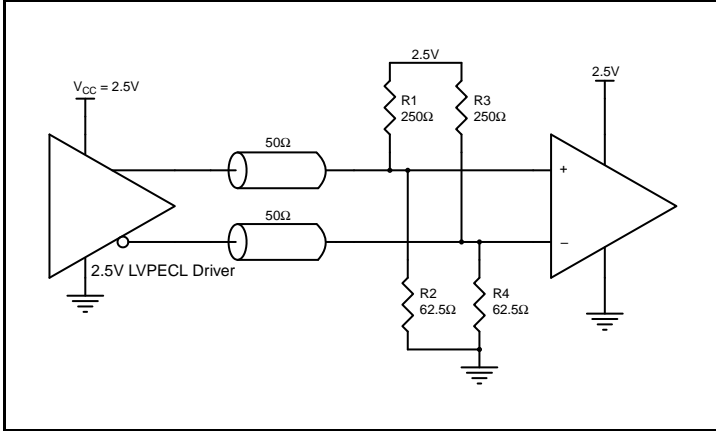 2.5V
V_CC = 2.5V
2.5V
R1
250Ω
R3
250Ω
50Ω
+
50Ω
–
2.5V LVPECL Driver
R2
62.5Ω
R4
62.5Ω